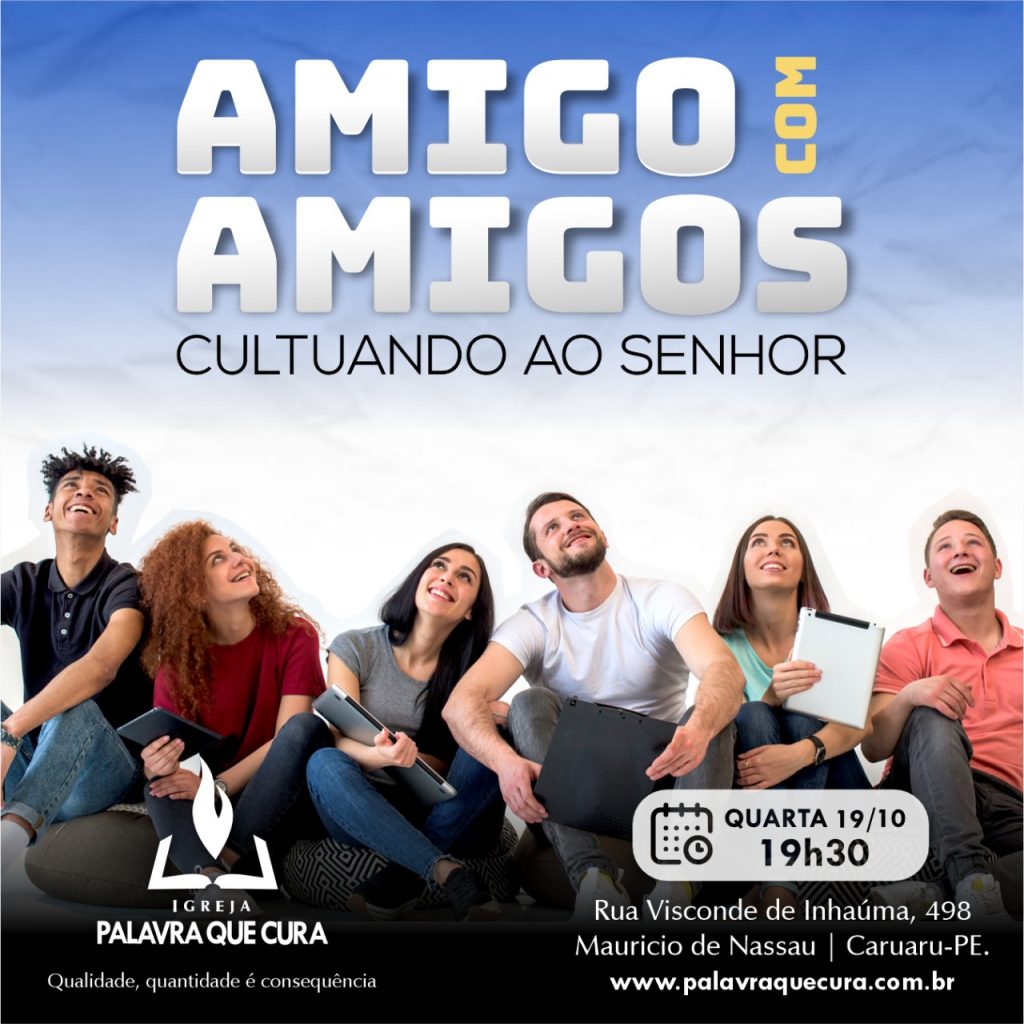 AMIGO COM
AMIGOS
CULTUANDO AO SENHOR
QUARTA 19/10
19h30
IGREJA
PALAVRA QUE CURA
Qualidade, quantidade é consequência
Rua Visconde de Inhaúma, 498
Mauricio de Nassau | Caruaru-PE.
www.palavraquecura.com.br